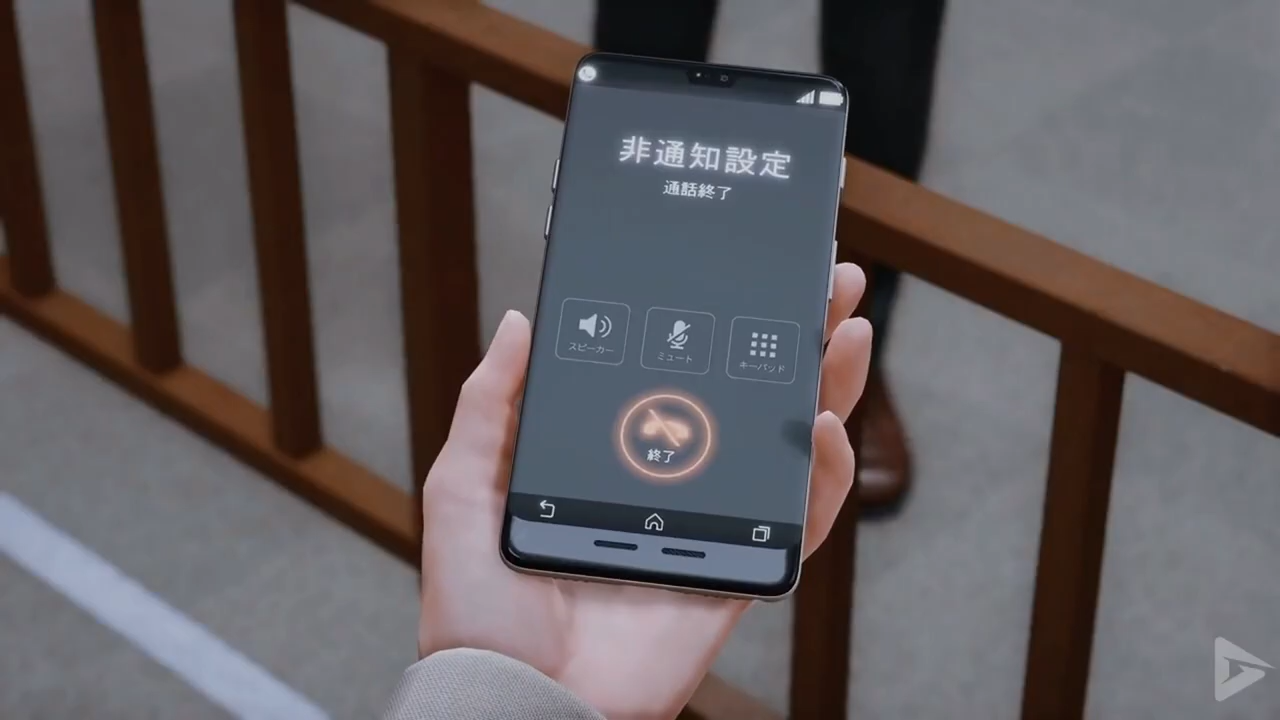 非通知設定
通話終了
スピーカー
ミュート
キーパッド
終了